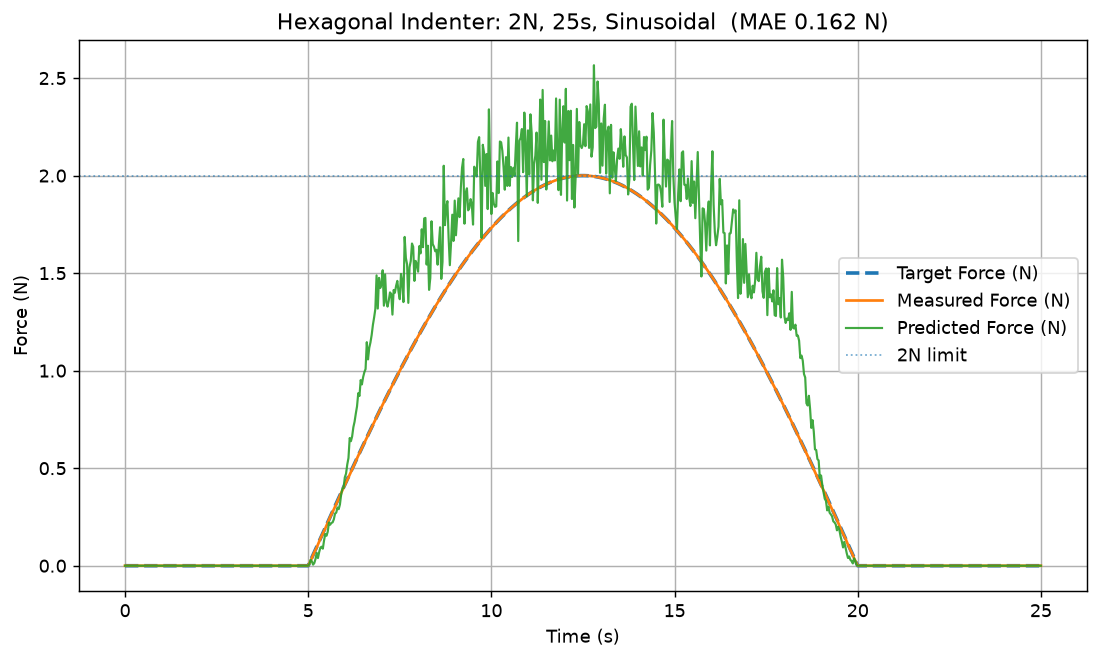 Hexagonal Indenter: 2N, 25s, Sinusoidal  (MAE 0.162 N)
Force (N)
2.5
2.0
1.5
1.0
0.5
0.0
Target Force (N)
Measured Force (N)
Predicted Force (N)
2N limit
0 5 10 15 20 25
Time (s)